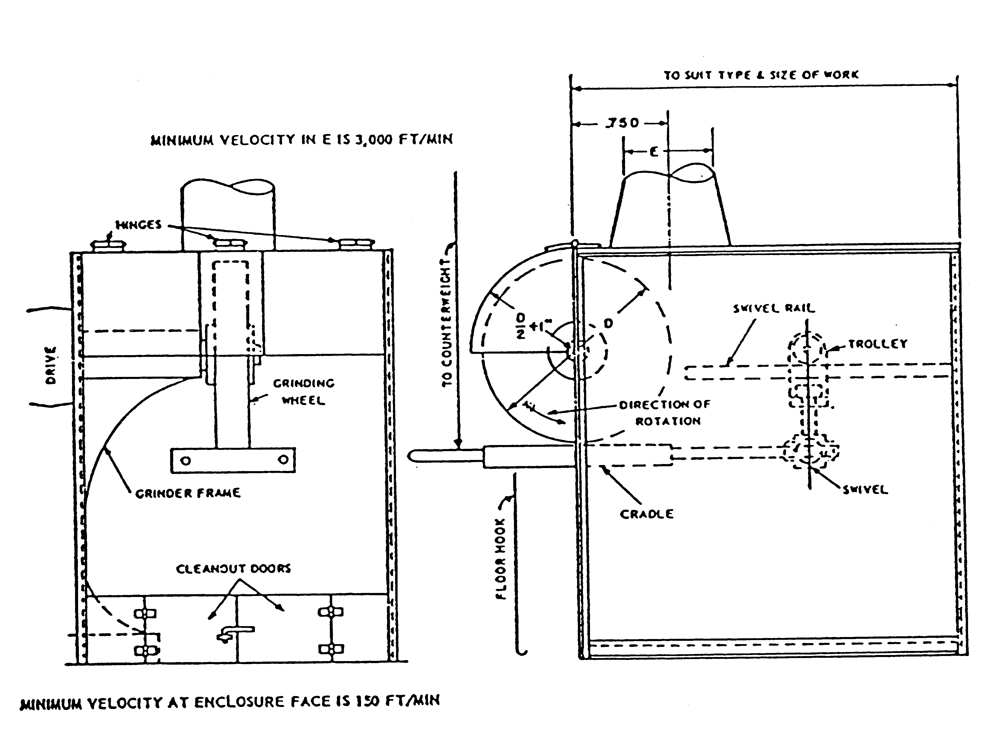 TO SUIT TYPE & SIZE OF WORK
.75D
MINIMUM VELOCITY IN E IS 3,000 FT/MIN
E
HINGES
TO COUNTERWEIGHT
SWIVEL RAIL
D
D/2 +1"
TROLLEY
DRIVE
GRINDING
WHEEL
DIRECTION OF
ROTATION
GRINDER FRAME
SWIVEL
CRADLE
FLOOR HOOK
CLEANOUT DOORS
MINIMUM VELOCITY AT ENCLOSURE FACE IS 150 FT/MIN